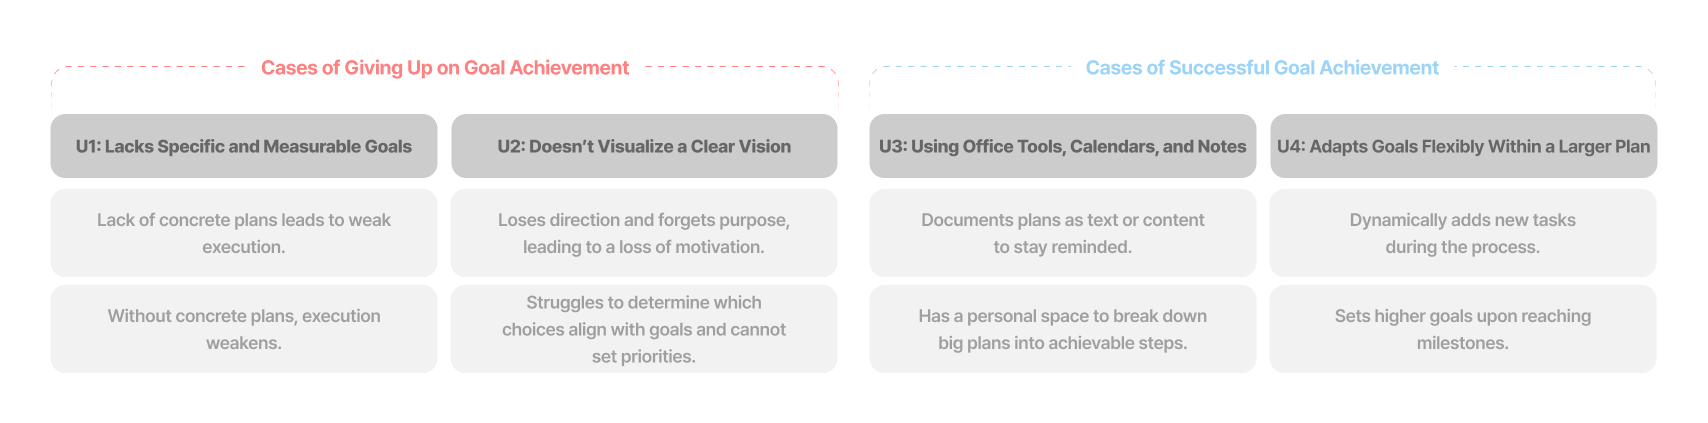 Cases of Giving Up on Goal Achievement
Cases of Successful Goal Achievement
U1: Lacks Specific and Measurable Goals
U2: Doesn’t Visualize a Clear Vision
U3: Using Office Tools, Calendars, and Notes
U4: Adapts Goals Flexibly Within a Larger Plan
Lack of concrete plans leads to weak
execution.
Loses direction and forgets purpose,
leading to a loss of motivation.
Documents plans as text or content
to stay reminded.
Dynamically adds new tasks
during the process.
Without concrete plans, execution
weakens.
Struggles to determine which
choices align with goals and cannot
set priorities.
Has a personal space to break down
big plans into achievable steps.
Sets higher goals upon reaching
milestones.